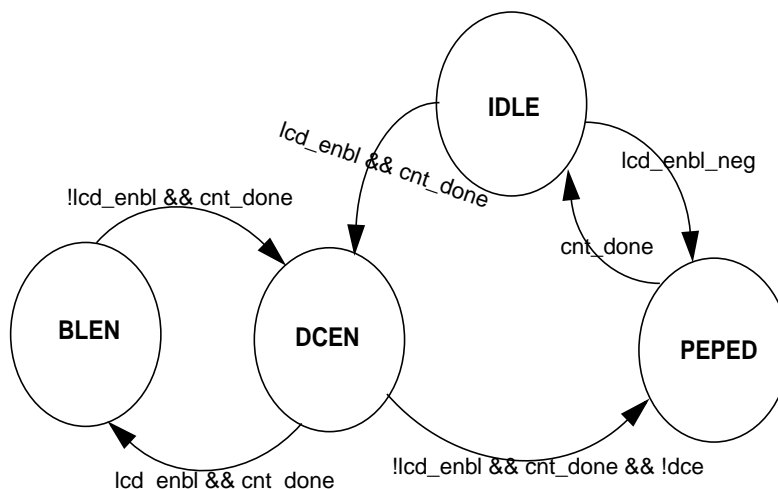 IDLE
lcd_enbl && cnt_done
lcd_enbl_neg
!lcd_enbl && cnt_done
cnt_done
BLEN
DCEN
PEPED
!lcd_enbl && cnt_done && !dce
lcd_enbl && cnt_done